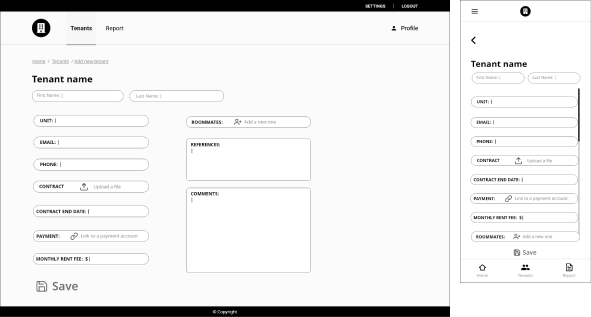 SETTINGS | LOGOUT
Tenants Report Profile
Home / Tenants / Add new tenant
Tenant name
First Name: | Last Name: |
UNIT: |
EMAIL: |
PHONE: |
CONTRACT Upload a file
CONTRACT END DATE: |
PAYMENT: Link to a payment account
MONTHLY RENT FEE: $|
Save
ROOMMATES: Add a new one
REFERENCES:
|
COMMENTS:
|
© Copyright
Tenant name
First Name: | Last Name: |
UNIT: |
EMAIL: |
PHONE: |
CONTRACT Upload a file
CONTRACT END DATE: |
PAYMENT: Link to a payment account
MONTHLY RENT FEE: $|
ROOMMATES: Add a new one
Save
Home Tenants Report